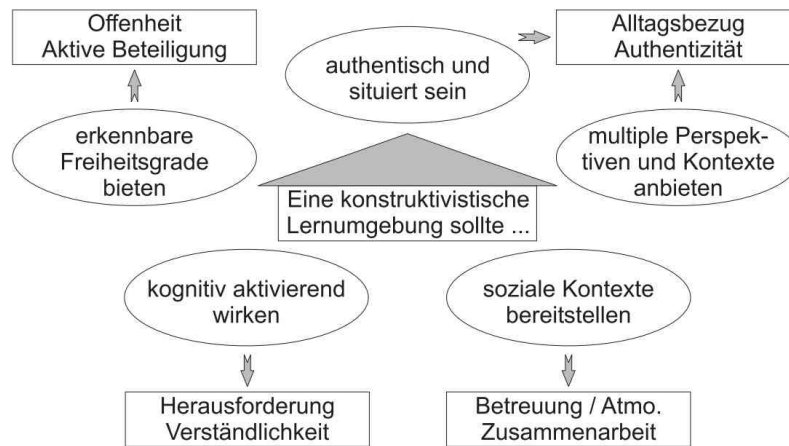 Offenheit
Aktive Beteiligung
Alltagsbezug
Authentizität
authentisch und
situiert sein
erkennbare
Freiheitsgrade
bieten
multiple Perspek-
tiven und Kontexte
anbieten
Eine konstruktivistische
Lernumgebung sollte ...
kognitiv aktivierend
wirken
soziale Kontexte
bereitstellen
Herausforderung
Verständlichkeit
Betreuung / Atmo.
Zusammenarbeit